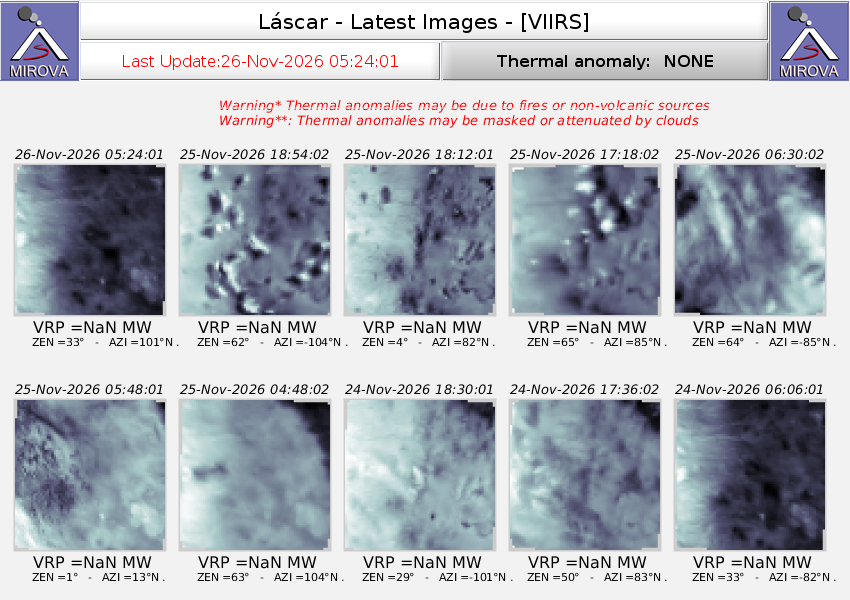 Láscar - Latest Images - [VIIRS]
MIROVA
Last Update:26-Nov-2026 05:24:01
Thermal anomaly: NONE
MIROVA
Warning* Thermal anomalies may be due to fires or non-volcanic sources
Warning**: Thermal anomalies may be masked or attenuated by clouds
26-Nov-2026 05:24:01 25-Nov-2026 18:54:02 25-Nov-2026 18:12:01 25-Nov-2026 17:18:02 25-Nov-2026 06:30:02
VRP =NaN MW VRP =NaN MW VRP =NaN MW VRP =NaN MW VRP =NaN MW
ZEN =33° - AZI =101°N . ZEN =62° - AZI =-104°N . ZEN =4° - AZI =82°N . ZEN =65° - AZI =85°N . ZEN =64° - AZI =-85°N .
25-Nov-2026 05:48:01 25-Nov-2026 04:48:02 24-Nov-2026 18:30:01 24-Nov-2026 17:36:02 24-Nov-2026 06:06:01
VRP =NaN MW VRP =NaN MW VRP =NaN MW VRP =NaN MW VRP =NaN MW
ZEN =1° - AZI =13°N . ZEN =63° - AZI =104°N . ZEN =29° - AZI =-101°N . ZEN =50° - AZI =83°N . ZEN =33° - AZI =-82°N .